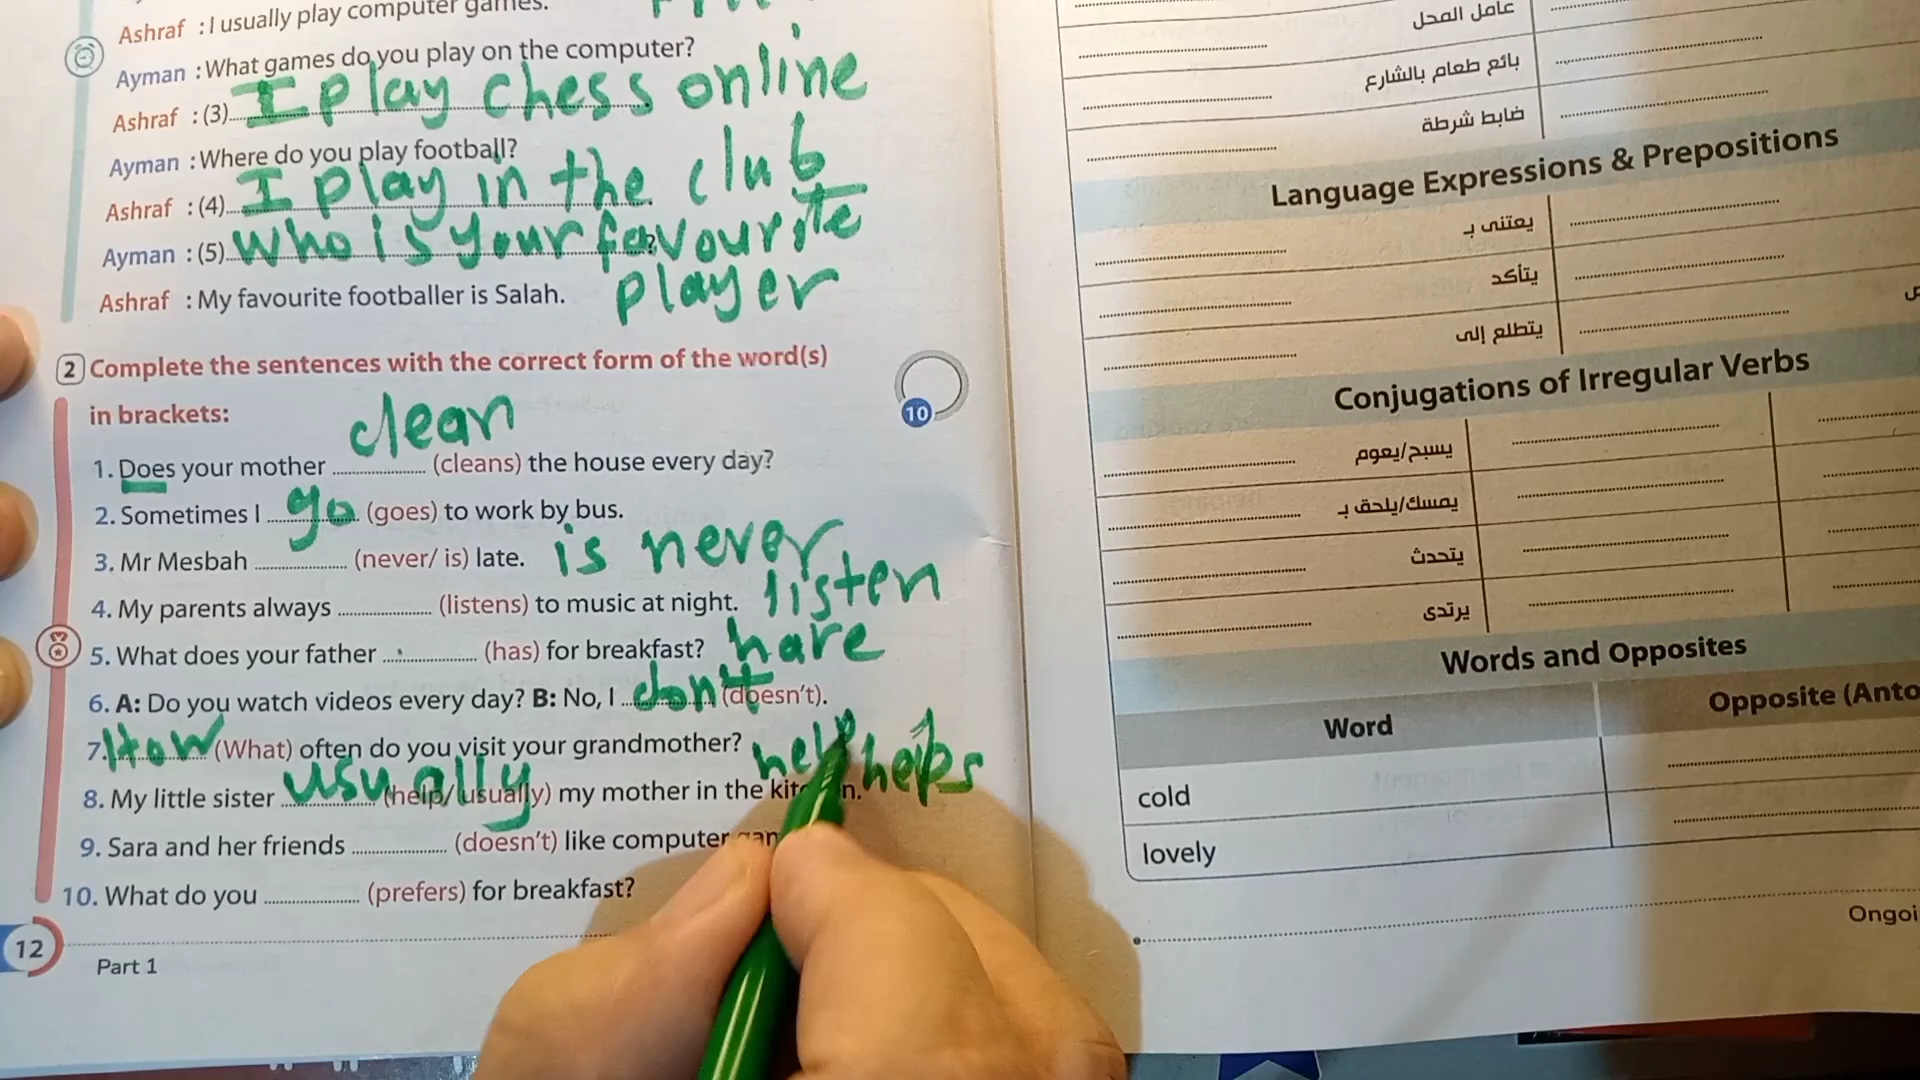 Ashraf : I usually play computer games.
Ayman : What games do you play on the computer?
Ashraf : (3) I play chess online
Ayman : Where do you play football?
Ashraf : (4) I play in the club
Ayman : (5) who is your favourite ?
player
Ashraf : My favourite footballer is Salah.
2 Complete the sentences with the correct form of the word(s)
in brackets:
10
clean
1. Does your mother (cleans) the house every day?
2. Sometimes I go (goes) to work by bus.
3. Mr Mesbah (never/ is) late. is never
4. My parents always (listens) to music at night. listen
5. What does your father (has) for breakfast? have
6. A: Do you watch videos every day? B: No, I don't (doesn't).
7. How (What) often do you visit your grandmother?
help helps
8. My little sister usually (help/usually) my mother in the
9. Sara and her friends (doesn't) like computer
10. What do you (prefers) for breakfast?
12
Part 1
عامل المحل
بائع طعام بالشارع
ضابط شرطة
Language Expressions & Prepositions
يعتنى بـ
يتأكد
يتطلع إلى
Conjugations of Irregular Verbs
يسبح/يعوم
يمسك/يلحق بـ
يتحدث
يرتدى
Words and Opposites
Word
Opposite (Anto
cold
lovely
Ongoi